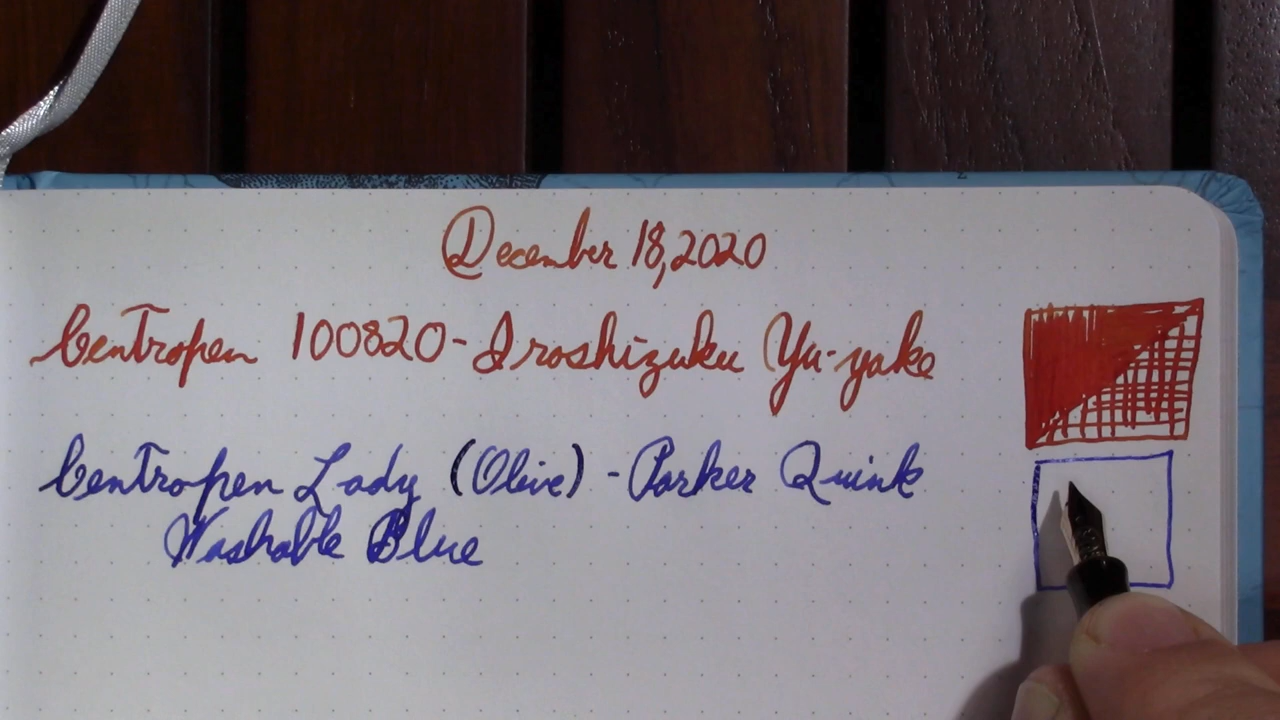 December 18, 2020
Centropen 100820 - Iroshizuku Yu-yake
Centropen Lady (Olive) - Parker Quink
Washable Blue